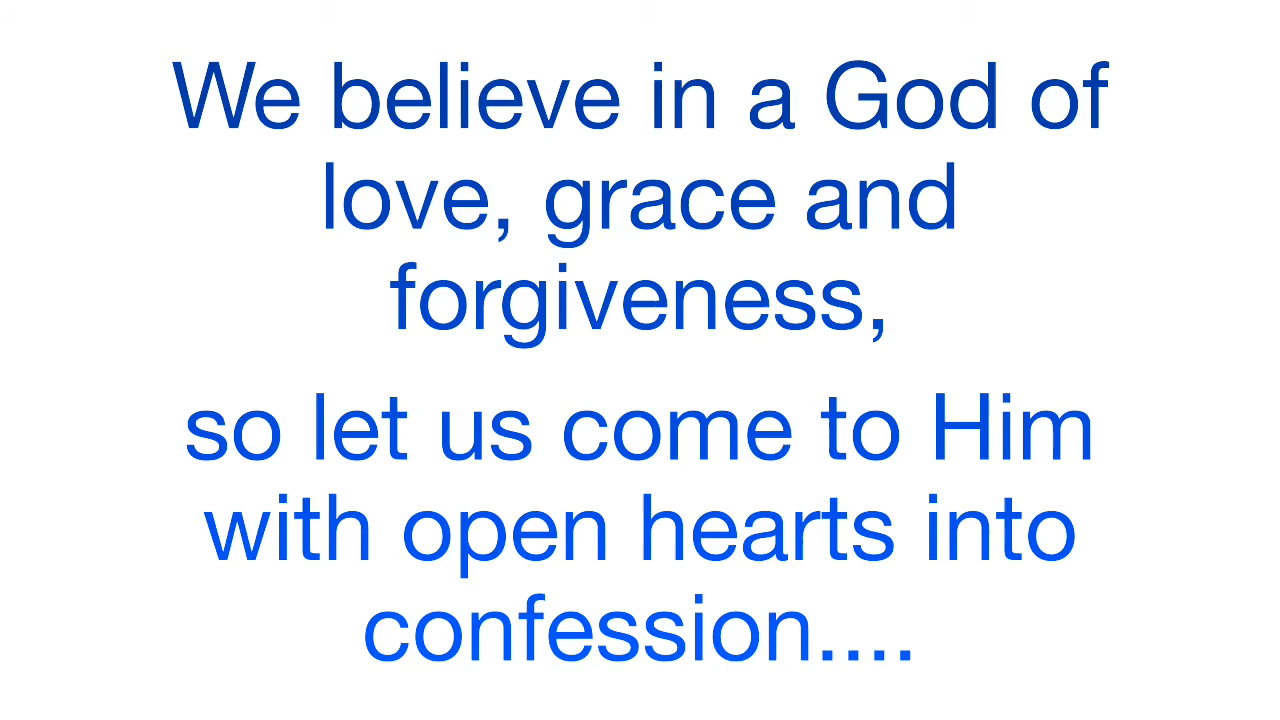 We believe in a God of
love, grace and
forgiveness,
so let us come to Him
with open hearts into
confession....